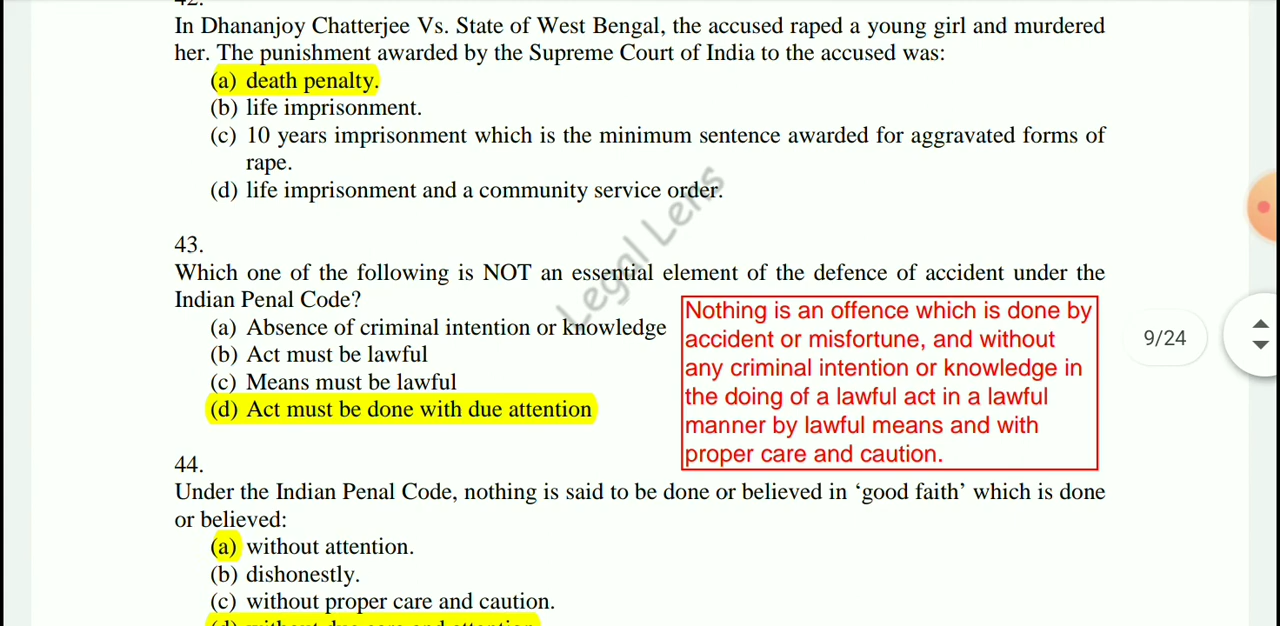 In Dhananjoy Chatterjee Vs. State of West Bengal, the accused raped a young girl and murdered
her. The punishment awarded by the Supreme Court of India to the accused was:
(a) death penalty.
(b) life imprisonment.
(c) 10 years imprisonment which is the minimum sentence awarded for aggravated forms of
rape.
(d) life imprisonment and a community service order.
Legal Lens
43.
Which one of the following is NOT an essential element of the defence of accident under the
Indian Penal Code?
(a) Absence of criminal intention or knowledge
(b) Act must be lawful
(c) Means must be lawful
(d) Act must be done with due attention
Nothing is an offence which is done by
accident or misfortune, and without
any criminal intention or knowledge in
the doing of a lawful act in a lawful
manner by lawful means and with
proper care and caution.
9/24
44.
Under the Indian Penal Code, nothing is said to be done or believed in ‘good faith’ which is done
or believed:
(a) without attention.
(b) dishonestly.
(c) without proper care and caution.